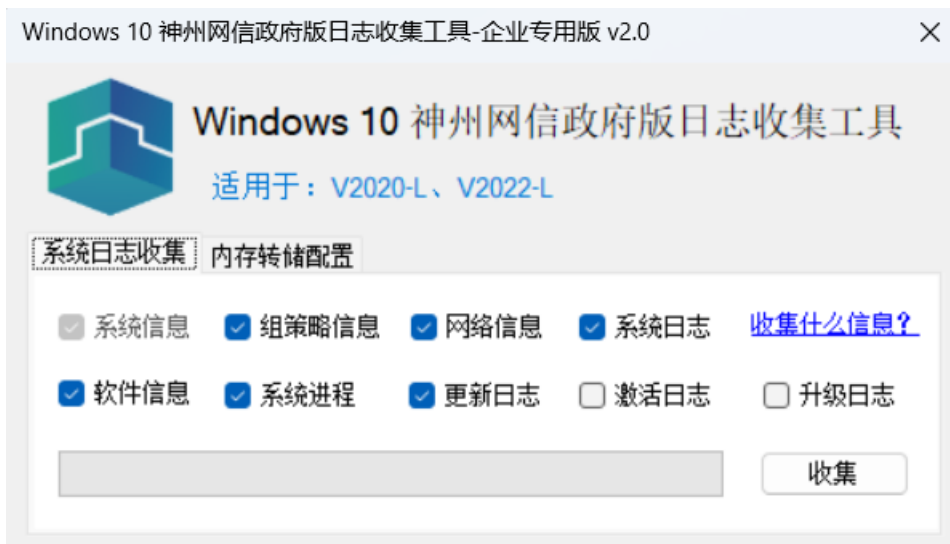 Windows 10 神州网信政府版日志收集工具-企业专用版 v2.0
Windows 10 神州网信政府版日志收集工具
适用于：V2020-L、V2022-L
系统日志收集 内存转储配置
系统信息 组策略信息 网络信息 系统日志 收集什么信息？
软件信息 系统进程 更新日志 激活日志 升级日志
收集